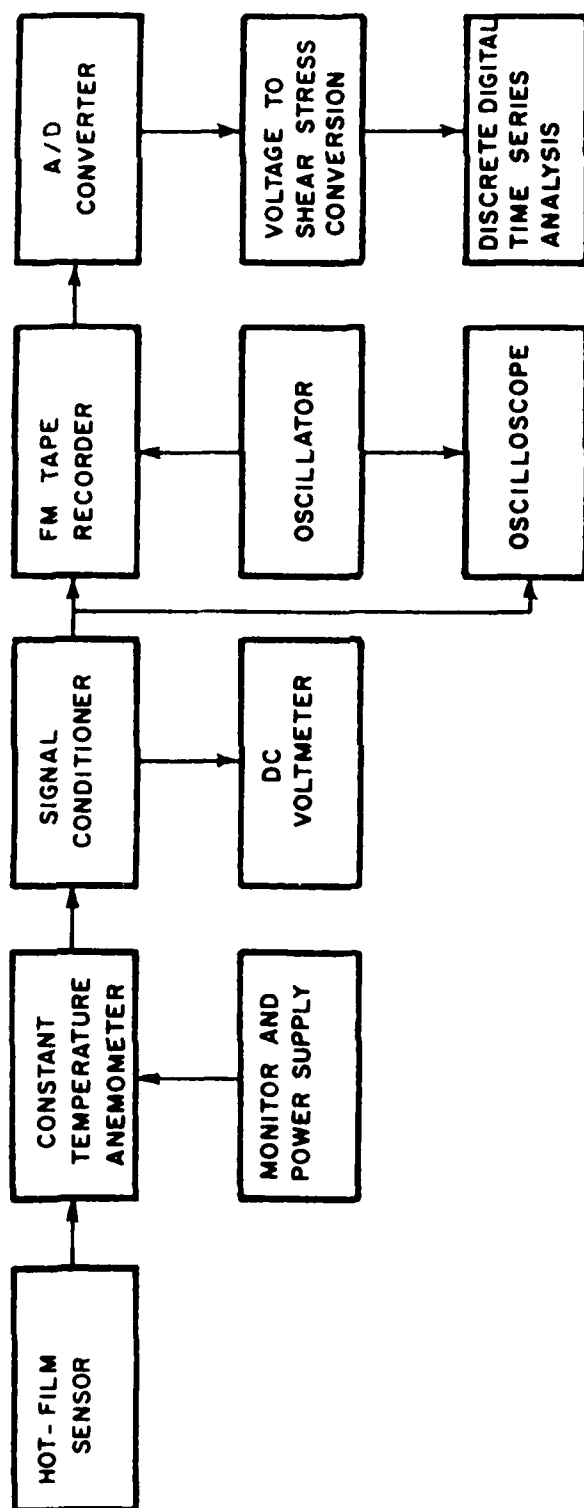 HOT-FILM
SENSOR
CONSTANT
TEMPERATURE
ANEMOMETER
MONITOR AND
POWER SUPPLY
SIGNAL
CONDITIONER
DC
VOLTMETER
FM TAPE
RECORDER
OSCILLATOR
OSCILLOSCOPE
A/D
CONVERTER
VOLTAGE TO
SHEAR STRESS
CONVERSION
DISCRETE DIGITAL
TIME SERIES
ANALYSIS